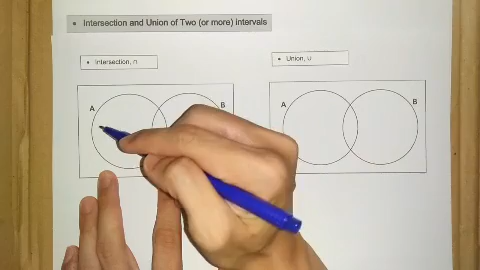 • Intersection and Union of Two (or more) intervals
• Intersection, ∩
• Union, ∪
A
B
A
B